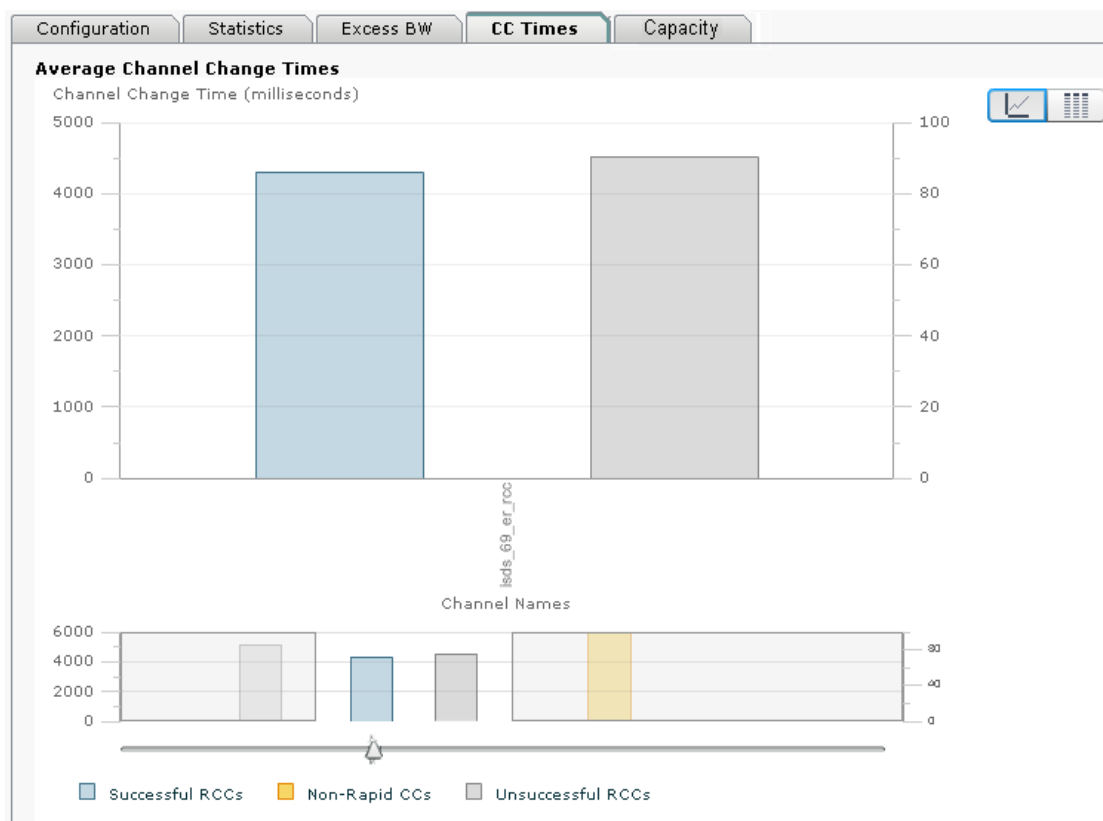 Configuration Statistics Excess BW CC Times Capacity
Average Channel Change Times
Channel Change Time (milliseconds)
5000 100
4000 80
3000 60
2000 40
1000 20
0 0
isds_69_er_rcc
Channel Names
6000
4000 80
2000 40
0 0
Successful RCCs Non-Rapid CCs Unsuccessful RCCs